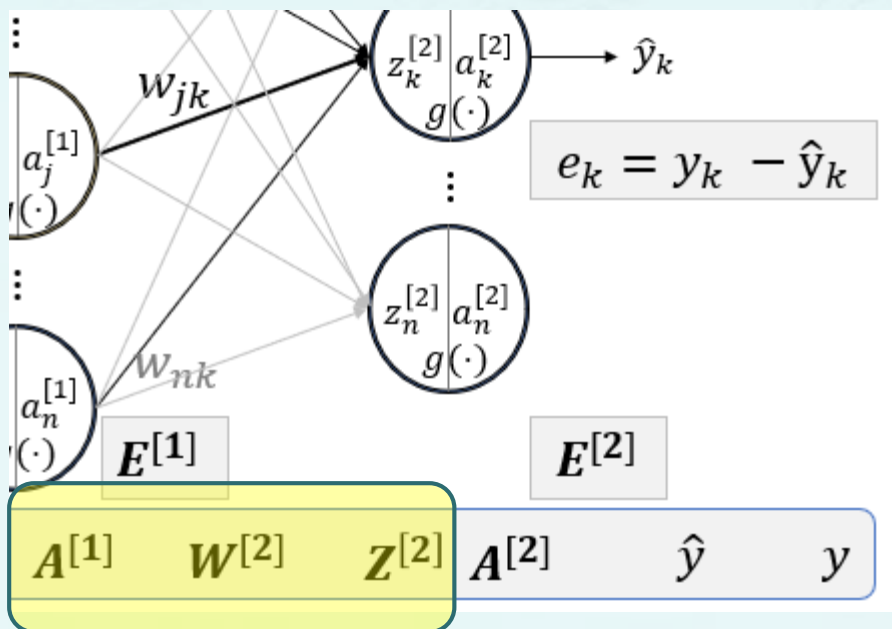 ⋮
z_k^[2] a_k^[2] ŷ_k
w_jk
g(·)
a_j^[1]
e_k = y_k − ŷ_k
(·)
⋮
⋮
z_n^[2] a_n^[2]
g(·)
w_nk
a_n^[1]
(·)
E^[1] E^[2]
A^[1] W^[2] Z^[2] A^[2] ŷ y